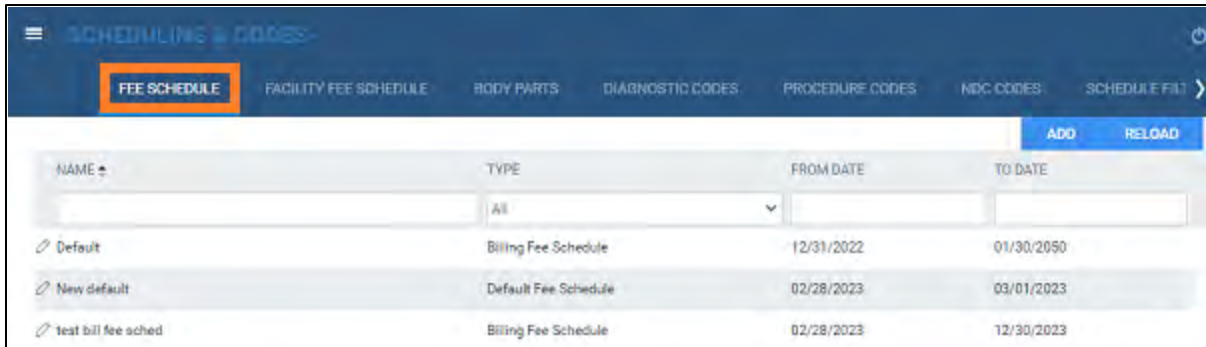 SCHEDULING & CODES
FEE SCHEDULE FACILITY FEE SCHEDULE BODY PARTS DIAGNOSTIC CODES PROCEDURE CODES NDC CODES SCHEDULE FILT
ADD RELOAD
NAME TYPE FROM DATE TO DATE
All
Default Billing Fee Schedule 12/31/2022 01/30/2050
New default Default Fee Schedule 02/28/2023 03/01/2023
test bill fee sched Billing Fee Schedule 02/28/2023 12/30/2023